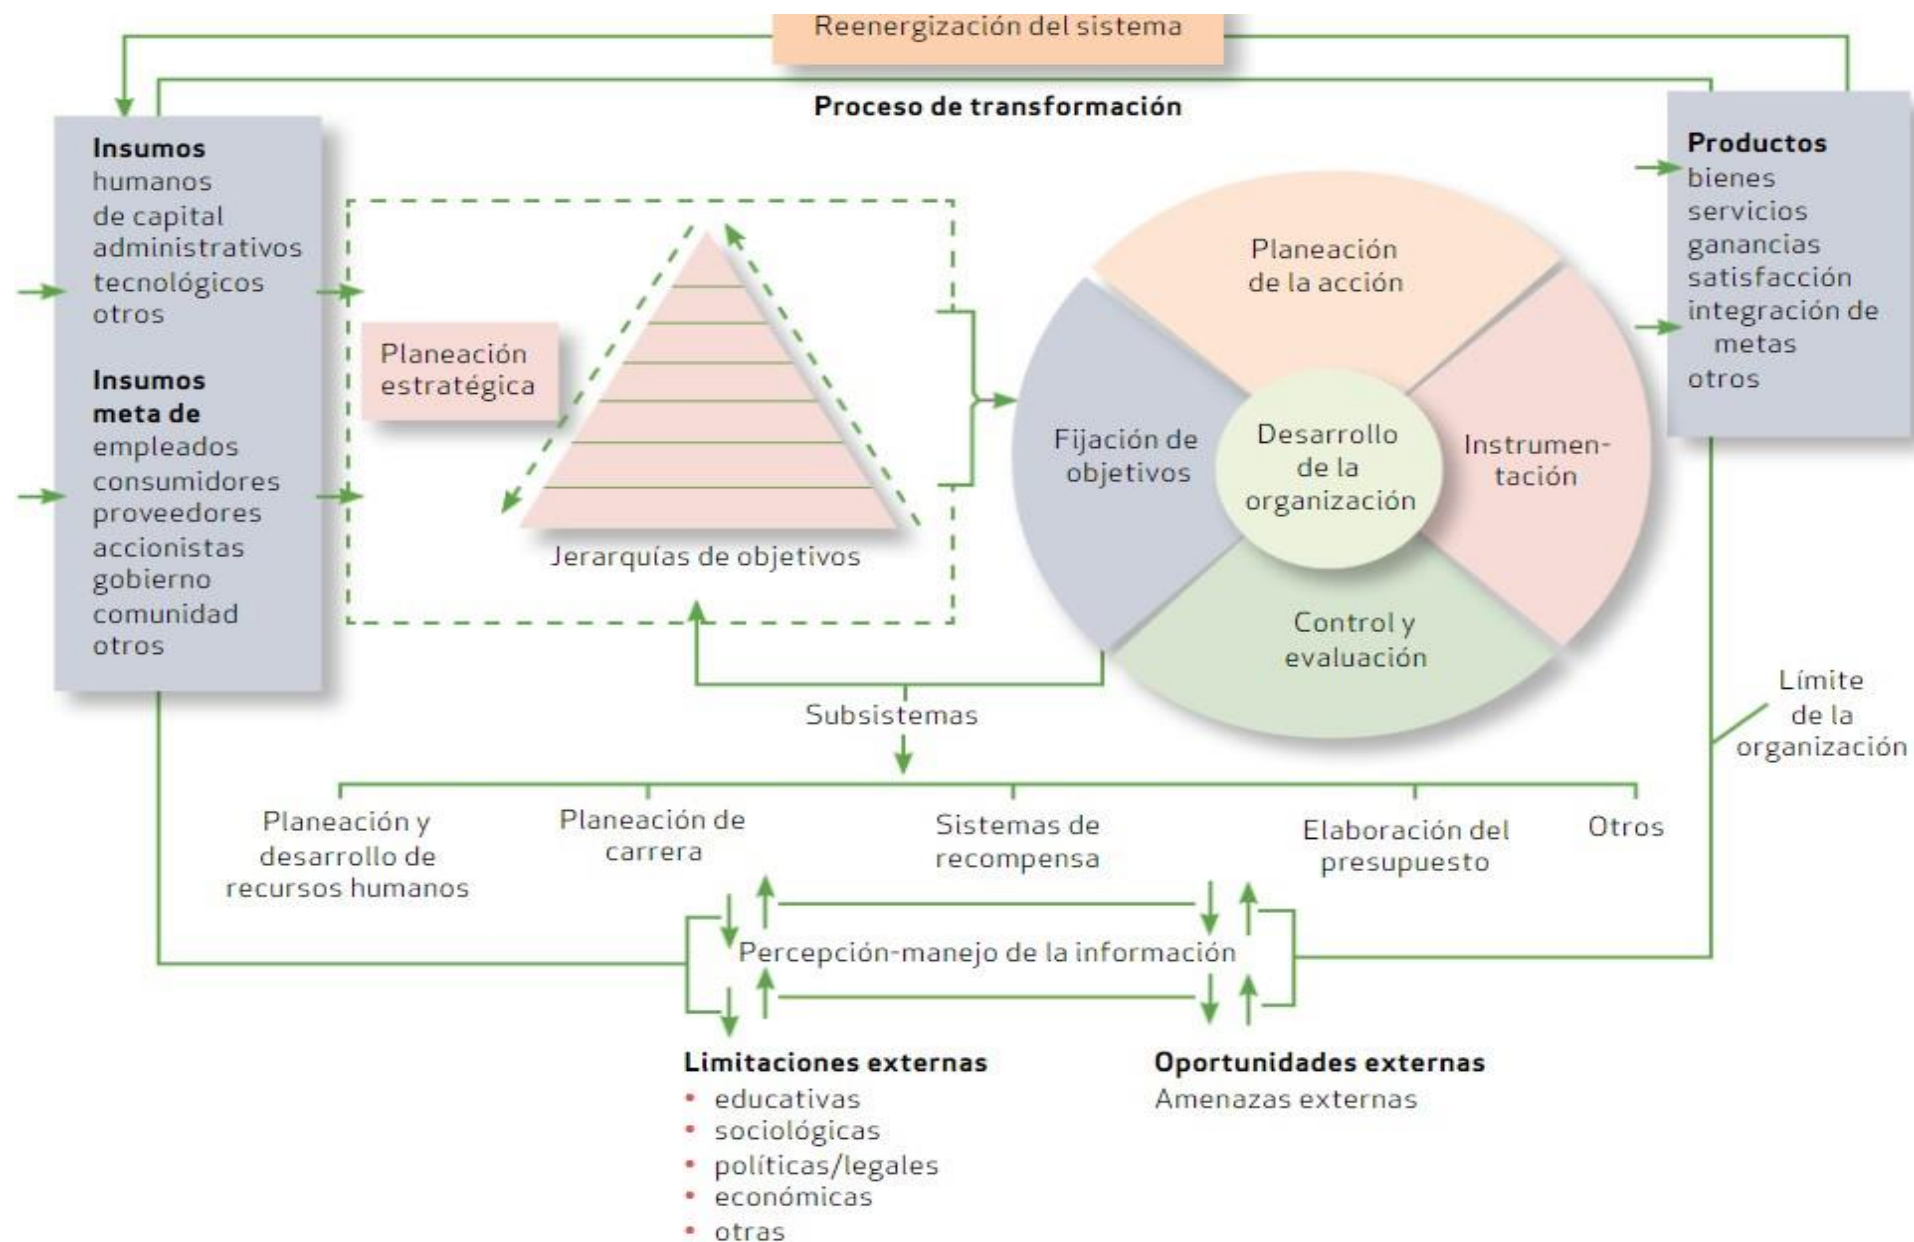 Reenergización del sistema
Proceso de transformación
Insumos
humanos
de capital
administrativos
tecnológicos
otros
Insumos
meta de
empleados
consumidores
proveedores
accionistas
gobierno
comunidad
otros
Planeación
estratégica
Jerarquías de objetivos
Planeación
de la acción
Fijación de
objetivos
Desarrollo
de la
organización
Instrumen-
tación
Control y
evaluación
Productos
bienes
servicios
ganancias
satisfacción
integración de
metas
otros
Límite
de la
organización
Subsistemas
Planeación y
desarrollo de
recursos humanos
Planeación de
carrera
Sistemas de
recompensa
Elaboración del
presupuesto
Otros
Percepción-manejo de la información
Limitaciones externas
• educativas
• sociológicas
• políticas/legales
• económicas
• otras
Oportunidades externas
Amenazas externas